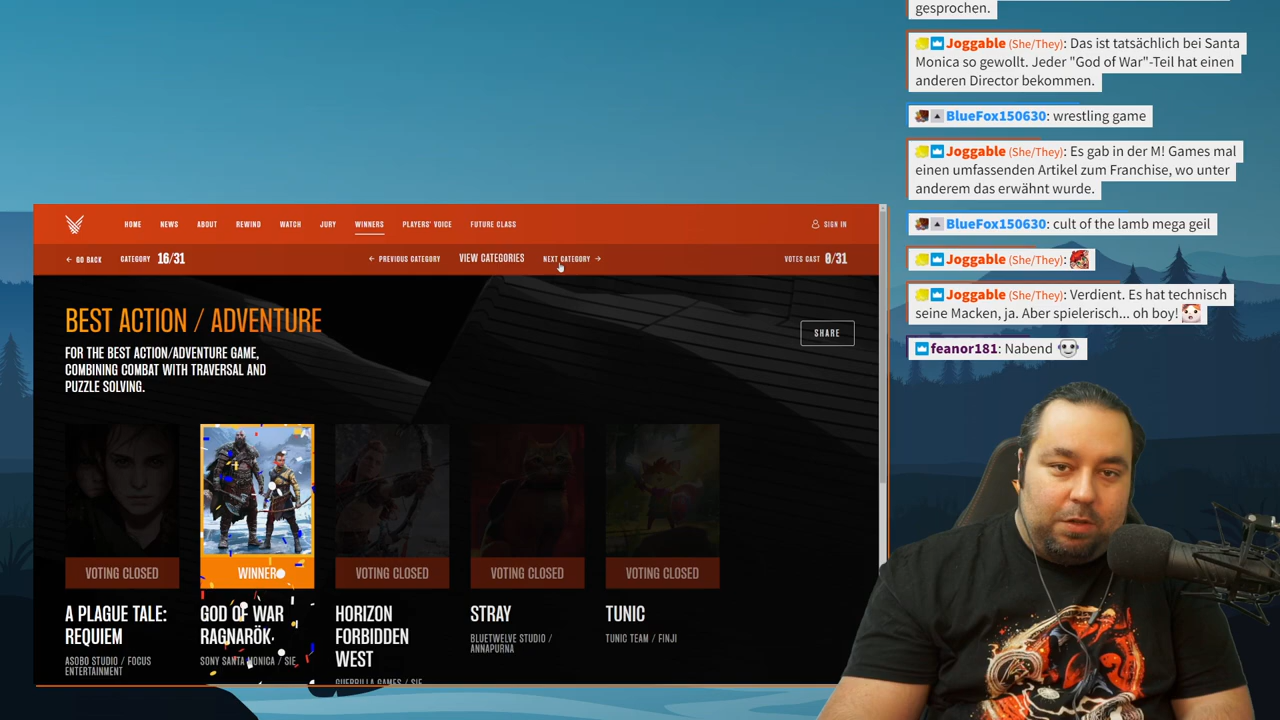 HOME NEWS ABOUT REWIND WATCH JURY WINNERS PLAYERS' VOICE FUTURE CLASS SIGN IN
GO BACK CATEGORY 16/31 PREVIOUS CATEGORY VIEW CATEGORIES NEXT CATEGORY VOTES CAST 0/31
BEST ACTION / ADVENTURE
SHARE
FOR THE BEST ACTION/ADVENTURE GAME,
COMBINING COMBAT WITH TRAVERSAL AND
PUZZLE SOLVING.
VOTING CLOSED
A PLAGUE TALE:
REQUIEM
ASOBO STUDIO / FOCUS
ENTERTAINMENT
WINNER
GOD OF WAR
RAGNARÖK
SONY SANTA MONICA / SIE
VOTING CLOSED
HORIZON
FORBIDDEN
WEST
GUERRILLA GAMES / SIE
VOTING CLOSED
STRAY
BLUETWELVE STUDIO /
ANNAPURNA
VOTING CLOSED
TUNIC
TUNIC TEAM / FINJI
gesprochen.
Joggable (She/They): Das ist tatsächlich bei Santa
Monica so gewollt. Jeder "God of War"-Teil hat einen
anderen Director bekommen.
BlueFox150630: wrestling game
Joggable (She/They): Es gab in der M! Games mal
einen umfassenden Artikel zum Franchise, wo unter
anderem das erwähnt wurde.
BlueFox150630: cult of the lamb mega geil
Joggable (She/They):
Joggable (She/They): Verdient. Es hat technisch
seine Macken, ja. Aber spielerisch... oh boy!
feanor181: Nabend